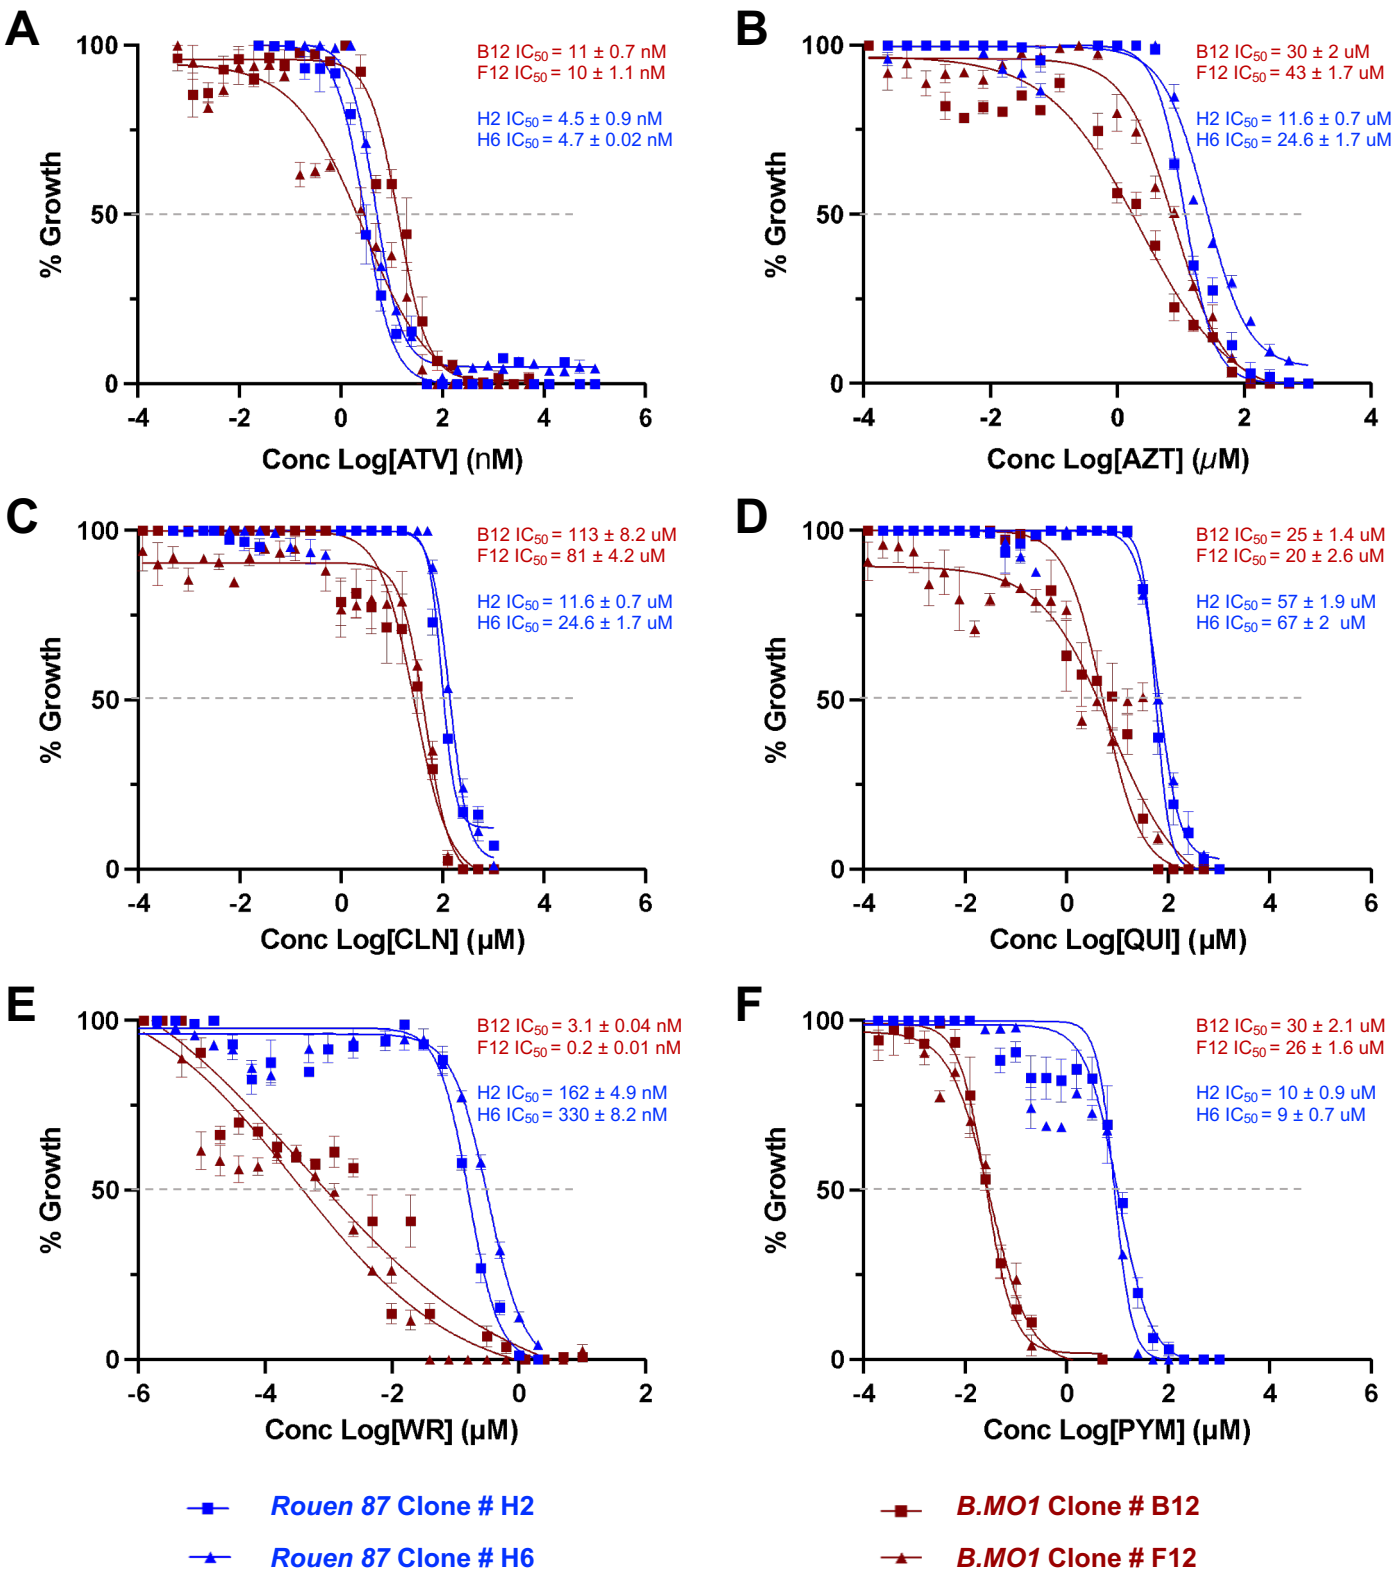 A
100
50
0
-4 -2 0 2 4 6
% Growth
Conc Log[ATV] (nM)
B12 IC50 = 11 ± 0.7 nM
F12 IC50 = 10 ± 1.1 nM
H2 IC50 = 4.5 ± 0.9 nM
H6 IC50 = 4.7 ± 0.02 nM
B
100
50
0
-4 -2 0 2 4
% Growth
Conc Log[AZT] (µM)
B12 IC50 = 30 ± 2 uM
F12 IC50 = 43 ± 1.7 uM
H2 IC50 = 11.6 ± 0.7 uM
H6 IC50 = 24.6 ± 1.7 uM
C
100
50
0
-4 -2 0 2 4 6
% Growth
Conc Log[CLN] (µM)
B12 IC50 = 113 ± 8.2 uM
F12 IC50 = 81 ± 4.2 uM
H2 IC50 = 11.6 ± 0.7 uM
H6 IC50 = 24.6 ± 1.7 uM
D
100
50
0
-4 -2 0 2 4 6
% Growth
Conc Log[QUI] (µM)
B12 IC50 = 25 ± 1.4 uM
F12 IC50 = 20 ± 2.6 uM
H2 IC50 = 57 ± 1.9 uM
H6 IC50 = 67 ± 2 uM
E
100
50
0
-6 -4 -2 0 2
% Growth
Conc Log[WR] (µM)
B12 IC50 = 3.1 ± 0.04 nM
F12 IC50 = 0.2 ± 0.01 nM
H2 IC50 = 162 ± 4.9 nM
H6 IC50 = 330 ± 8.2 nM
F
100
50
0
-4 -2 0 2 4 6
% Growth
Conc Log[PYM] (µM)
B12 IC50 = 30 ± 2.1 uM
F12 IC50 = 26 ± 1.6 uM
H2 IC50 = 10 ± 0.9 uM
H6 IC50 = 9 ± 0.7 uM
Rouen 87 Clone # H2
Rouen 87 Clone # H6
B.MO1 Clone # B12
B.MO1 Clone # F12